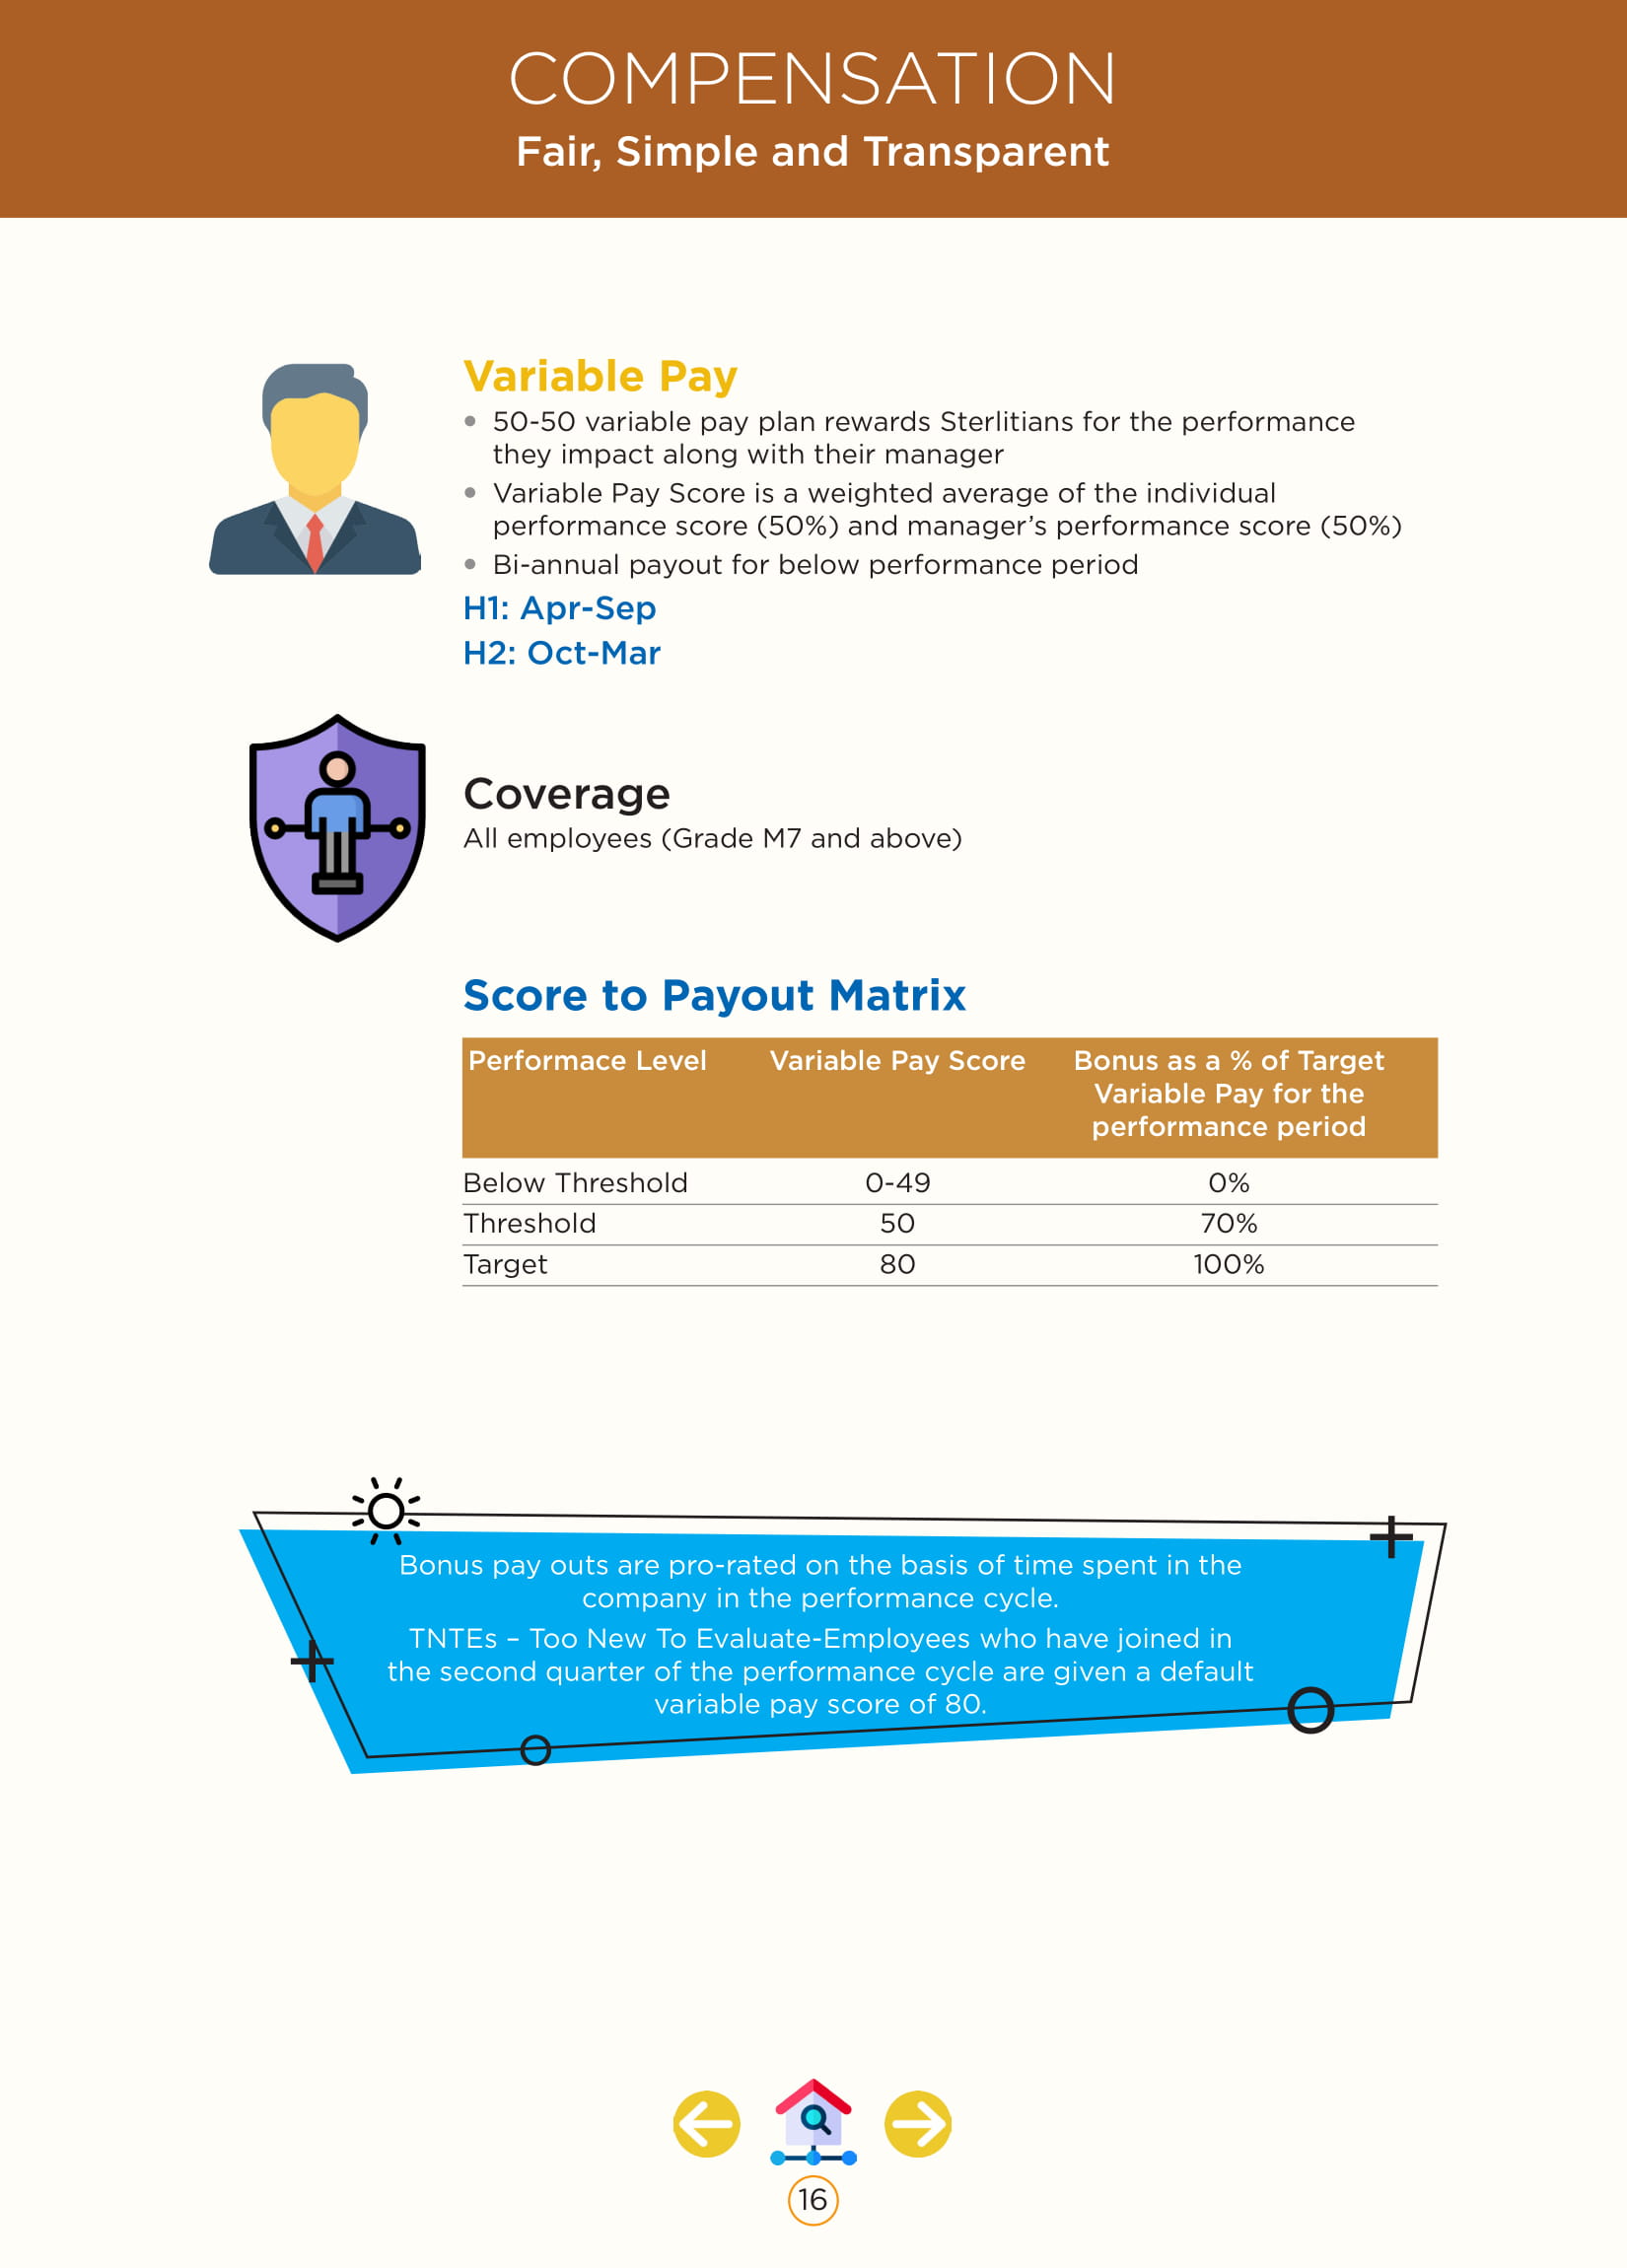 COMPENSATION
Fair, Simple and Transparent
Variable Pay
• 50-50 variable pay plan rewards Sterlitians for the performance
they impact along with their manager
• Variable Pay Score is a weighted average of the individual
performance score (50%) and manager’s performance score (50%)
• Bi-annual payout for below performance period
H1: Apr-Sep
H2: Oct-Mar
Coverage
All employees (Grade M7 and above)
Score to Payout Matrix
Performace Level Variable Pay Score Bonus as a % of Target
Variable Pay for the
performance period
Below Threshold 0-49 0%
Threshold 50 70%
Target 80 100%
Bonus pay outs are pro-rated on the basis of time spent in the
company in the performance cycle.
TNTEs – Too New To Evaluate-Employees who have joined in
the second quarter of the performance cycle are given a default
variable pay score of 80.
16